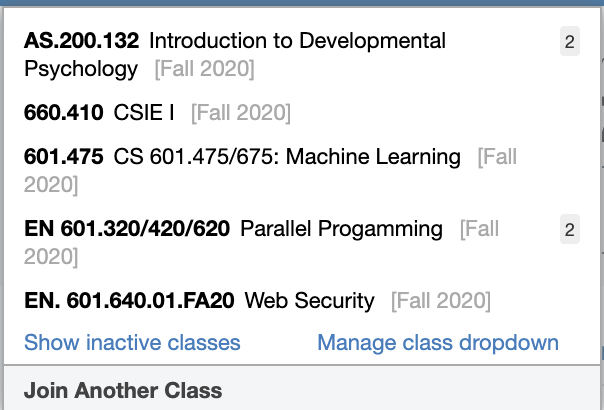 AS.200.132 Introduction to Developmental 2
Psychology [Fall 2020]
660.410 CSIE I [Fall 2020]
601.475 CS 601.475/675: Machine Learning [Fall
2020]
EN 601.320/420/620 Parallel Progamming [Fall 2
2020]
EN. 601.640.01.FA20 Web Security [Fall 2020]
Show inactive classes Manage class dropdown
Join Another Class